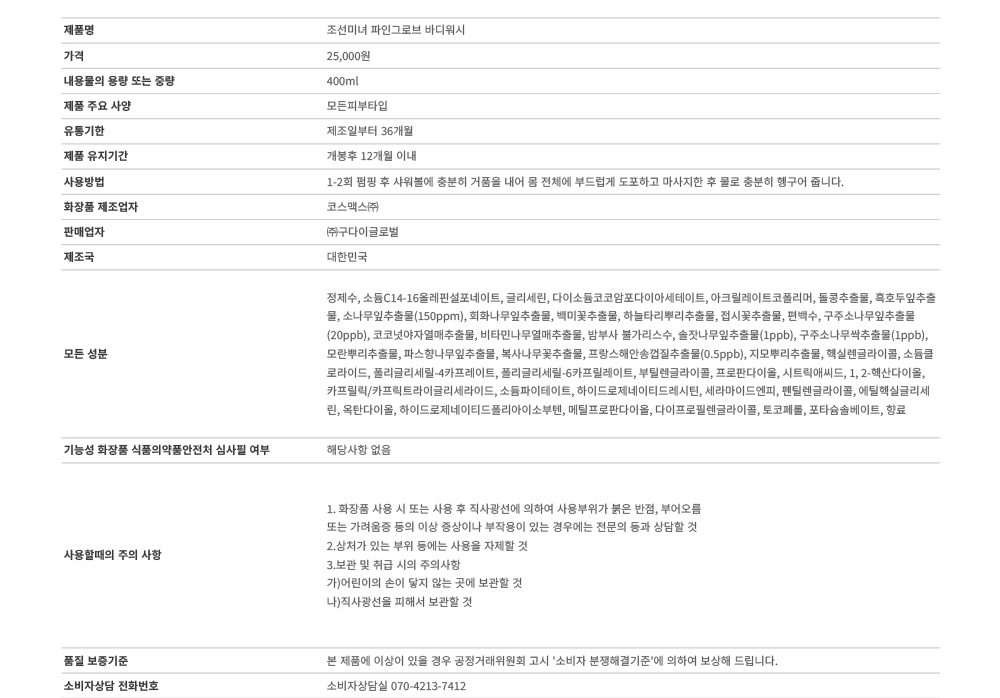 제품명 조선미녀 파인그로브 바디워시
가격 25,000원
내용물의 용량 또는 중량 400ml
제품 주요 사양 모든피부타입
유통기한 제조일부터 36개월
제품 유지기간 개봉후 12개월 이내
사용방법 1-2회 펌핑 후 샤워볼에 충분히 거품을 내어 몸 전체에 부드럽게 도포하고 마사지한 후 물로 충분히 헹구어 줍니다.
화장품 제조업자 코스맥스㈜
판매업자 ㈜구다이글로벌
제조국 대한민국
모든 성분
정제수, 소듐C14-16올레핀설포네이트, 글리세린, 다이소듐코코암포다이아세테이트, 아크릴레이트코폴리머, 돌콩추출물, 흑호두잎추출
물, 소나무잎추출물(150ppm), 회화나무잎추출물, 백미꽃추출물, 하늘타리뿌리추출물, 접시꽃추출물, 편백수, 구주소나무잎추출물
(20ppb), 코코넛야자열매추출물, 비타민나무열매추출물, 밤부사 불가리스수, 솔잣나무잎추출물(1ppb), 구주소나무싹추출물(1ppb),
모란뿌리추출물, 파스향나무잎추출물, 복사나무꽃추출물, 프랑스해안송껍질추출물(0.5ppb), 지모뿌리추출물, 헥실렌글라이콜, 소듐클
로라이드, 폴리글리세릴-4카프레이트, 폴리글리세릴-6카프릴레이트, 부틸렌글라이콜, 프로판다이올, 시트릭애씨드, 1, 2-헥산다이올,
카프릴릭/카프릭트라이글리세라이드, 소듐파이테이트, 하이드로제네이티드레시틴, 세라마이드엔피, 펜틸렌글라이콜, 에틸헥실글리세
린, 옥탄다이올, 하이드로제네이티드폴리아이소부텐, 메틸프로판다이올, 다이프로필렌글라이콜, 토코페롤, 포타슘솔베이트, 향료
기능성 화장품 식품의약품안전처 심사필 여부 해당사항 없음
사용할때의 주의 사항
1. 화장품 사용 시 또는 사용 후 직사광선에 의하여 사용부위가 붉은 반점, 부어오름
또는 가려움증 등의 이상 증상이나 부작용이 있는 경우에는 전문의 등과 상담할 것
2.상처가 있는 부위 등에는 사용을 자제할 것
3.보관 및 취급 시의 주의사항
가)어린이의 손이 닿지 않는 곳에 보관할 것
나)직사광선을 피해서 보관할 것
품질 보증기준 본 제품에 이상이 있을 경우 공정거래위원회 고시 '소비자 분쟁해결기준'에 의하여 보상해 드립니다.
소비자상담 전화번호 소비자상담실 070-4213-7412